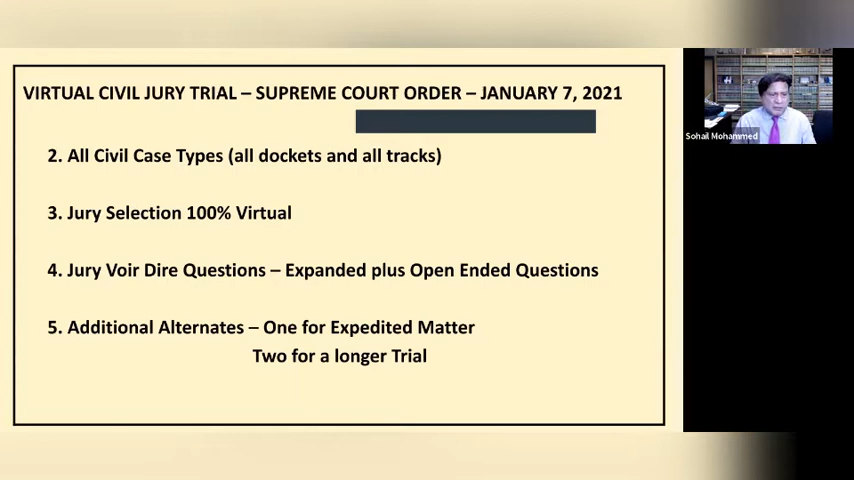 VIRTUAL CIVIL JURY TRIAL – SUPREME COURT ORDER – JANUARY 7, 2021
2. All Civil Case Types (all dockets and all tracks)
3. Jury Selection 100% Virtual
4. Jury Voir Dire Questions – Expanded plus Open Ended Questions
5. Additional Alternates – One for Expedited Matter
Two for a longer Trial
Sohail Mohammed